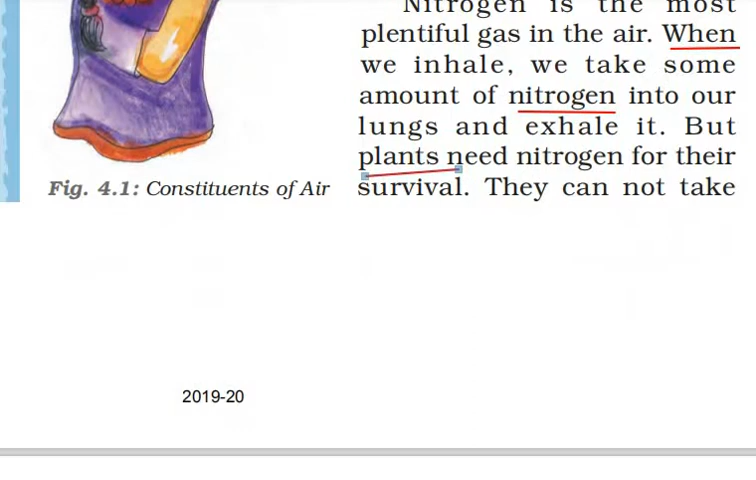 Nitrogen is the most
plentiful gas in the air. When
we inhale, we take some
amount of nitrogen into our
lungs and exhale it. But
plants need nitrogen for their
survival. They can not take
Fig. 4.1: Constituents of Air
2019-20